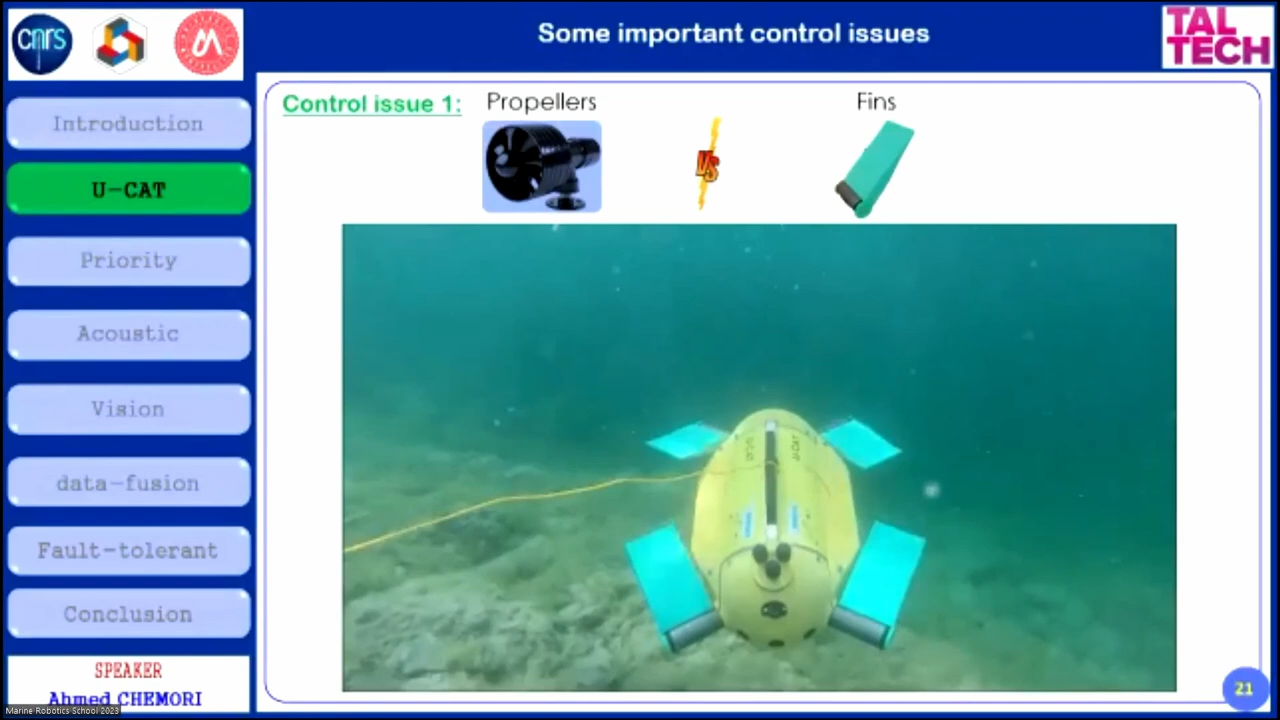 cnrs
Some important control issues
TAL
TECH
Introduction
U-CAT
Priority
Acoustic
Vision
data-fusion
Fault-tolerant
Conclusion
SPEAKER
Ahmed CHEMORI
Marine Robotics School 2023
Control issue 1:
Propellers
VS
Fins
U-CAT
21